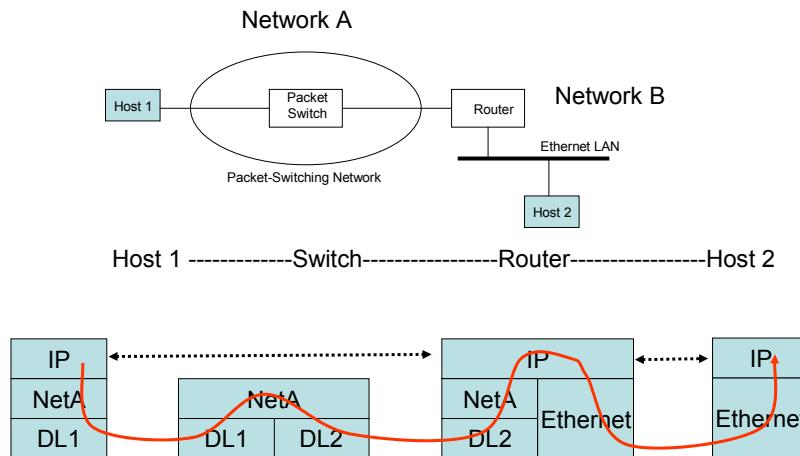 Network A
Host 1
Packet
Switch
Router
Network B
Ethernet LAN
Packet-Switching Network
Host 2
Host 1 -------------Switch----------------Router----------------Host 2
IP
IP
IP
NetA
NetA
NetA
Ethernet
Ethernet
DL1
DL1
DL2
DL2